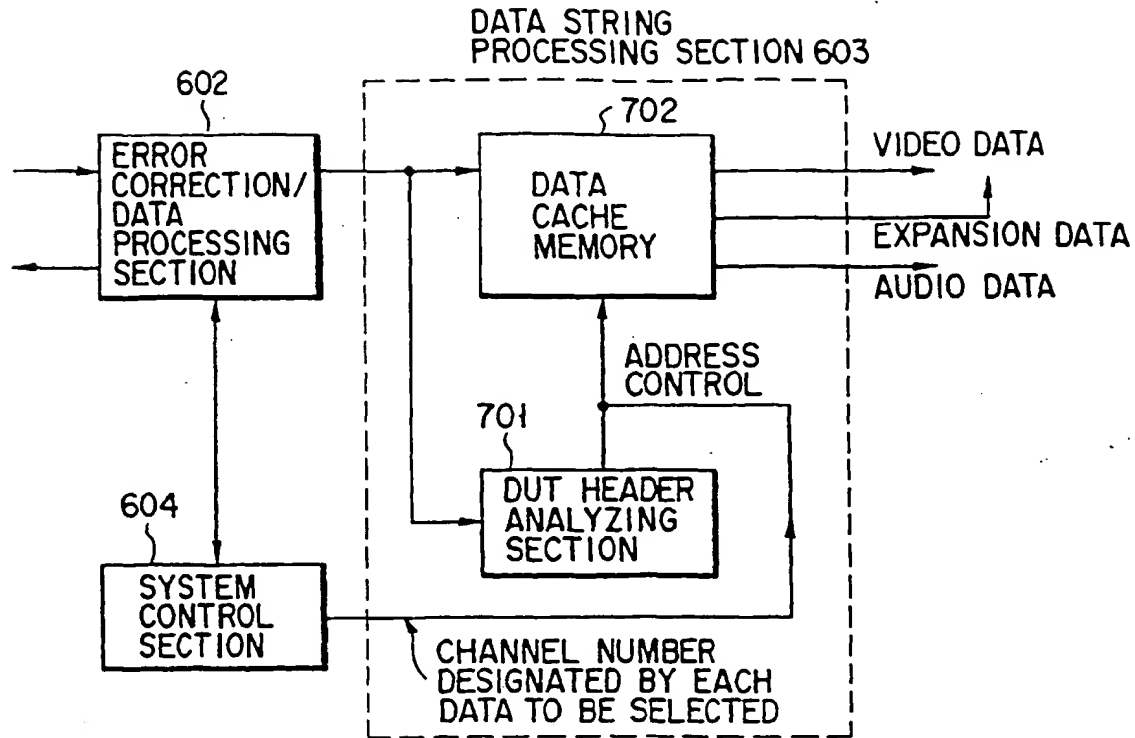 DATA STRING
PROCESSING SECTION 603
602
ERROR
CORRECTION/
DATA
PROCESSING
SECTION
702
DATA
CACHE
MEMORY
VIDEO DATA
EXPANSION DATA
AUDIO DATA
ADDRESS
CONTROL
701
DUT HEADER
ANALYZING
SECTION
604
SYSTEM
CONTROL
SECTION
CHANNEL NUMBER
DESIGNATED BY EACH
DATA TO BE SELECTED